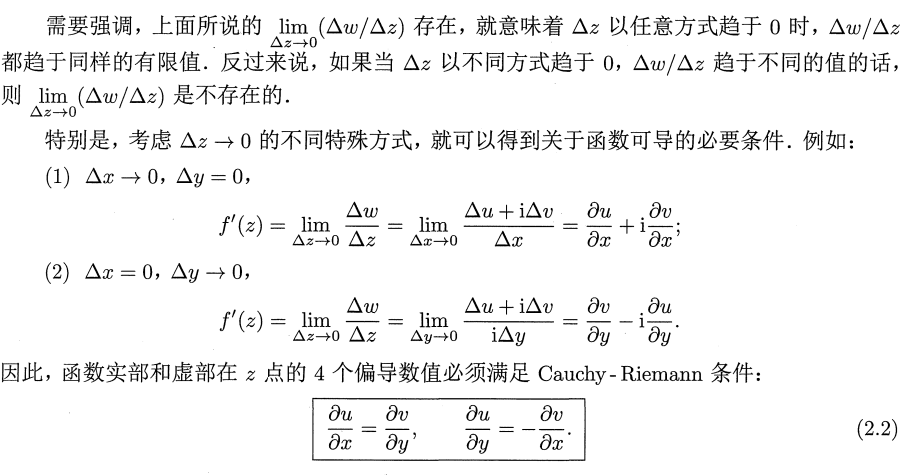 需要强调，上面所说的 $\lim\limits_{\Delta z\to 0}(\Delta w/\Delta z)$ 存在，就意味着 $\Delta z$ 以任意方式趋于 0 时，$\Delta w/\Delta z$
都趋于同样的有限值．反过来说，如果当 $\Delta z$ 以不同方式趋于 0，$\Delta w/\Delta z$ 趋于不同的值的话，
则 $\lim\limits_{\Delta z\to 0}(\Delta w/\Delta z)$ 是不存在的．
特别是，考虑 $\Delta z\to 0$ 的不同特殊方式，就可以得到关于函数可导的必要条件．例如：
(1) $\Delta x\to 0$，$\Delta y=0$，
$f'(z)=\lim\limits_{\Delta z\to 0}\frac{\Delta w}{\Delta z}=\lim\limits_{\Delta x\to 0}\frac{\Delta u+\mathrm{i}\Delta v}{\Delta x}=\frac{\partial u}{\partial x}+\mathrm{i}\frac{\partial v}{\partial x};$
(2) $\Delta x=0$，$\Delta y\to 0$，
$f'(z)=\lim\limits_{\Delta z\to 0}\frac{\Delta w}{\Delta z}=\lim\limits_{\Delta y\to 0}\frac{\Delta u+\mathrm{i}\Delta v}{\mathrm{i}\Delta y}=\frac{\partial v}{\partial y}-\mathrm{i}\frac{\partial u}{\partial y}.$
因此，函数实部和虚部在 $z$ 点的 4 个偏导数值必须满足 Cauchy - Riemann 条件：
$\frac{\partial u}{\partial x}=\frac{\partial v}{\partial y},\qquad \frac{\partial u}{\partial y}=-\frac{\partial v}{\partial x}.$ (2.2)